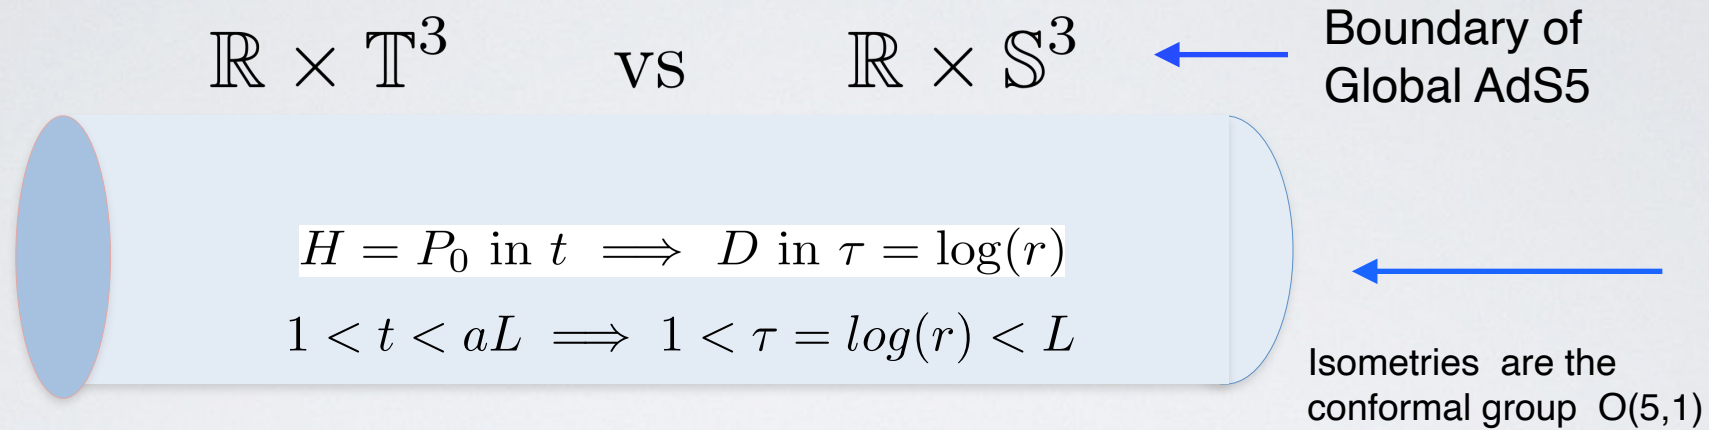 ℝ × 𝕋³ vs ℝ × 𝕊³
Boundary of
Global AdS5
H = P₀ in t ⟹ D in τ = log(r)
1 < t < aL ⟹ 1 < τ = log(r) < L
Isometries are the
conformal group O(5,1)